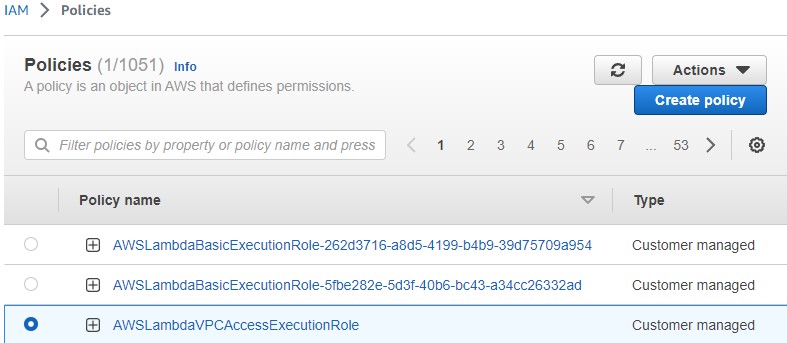 IAM > Policies
Policies (1/1051) Info
A policy is an object in AWS that defines permissions.
Actions
Create policy
Filter policies by property or policy name and press
1 2 3 4 5 6 7 ... 53
Policy name Type
AWSLambdaBasicExecutionRole-262d3716-a8d5-4199-b4b9-39d75709a954 Customer managed
AWSLambdaBasicExecutionRole-5fbe282e-5d3f-40b6-bc43-a34cc26332ad Customer managed
AWSLambdaVPCAccessExecutionRole Customer managed